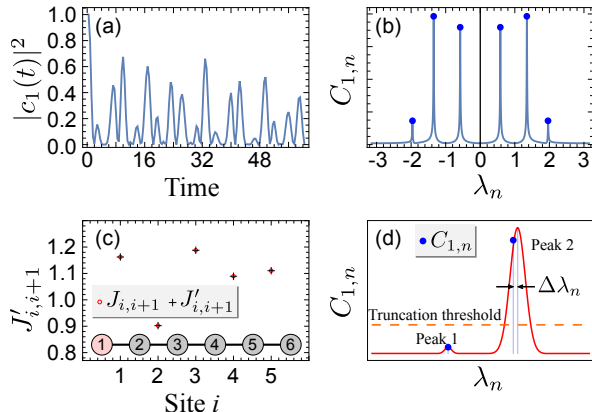 (a)
|c₁(t)|²
1.0
0.8
0.6
0.4
0.2
0.0
0 16 32 48
Time
(b)
C₁,ₙ
-3 -2 -1 0 1 2 3
λₙ
(c)
J′ᵢ,ᵢ₊₁
1.2
1.1
1.0
0.9
0.8
Jᵢ,ᵢ₊₁ + J′ᵢ,ᵢ₊₁
1 2 3 4 5 6
1 2 3 4 5
Site i
(d)
C₁,ₙ
C₁,ₙ
Peak 2
Δλₙ
Truncation threshold
Peak 1
λₙ